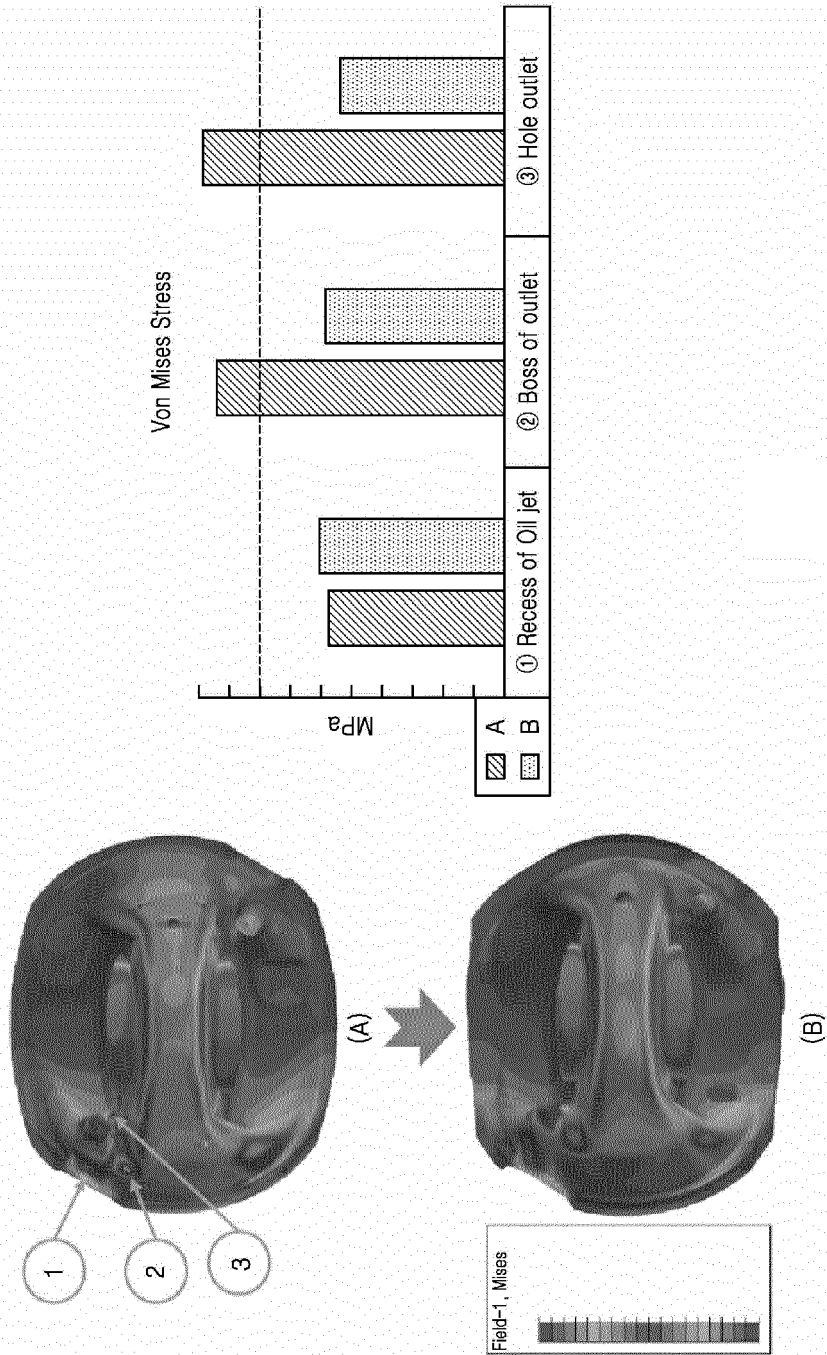 1
2
3
(A)
(B)
Field-1, Mises
Von Mises Stress
MPa
A
B
① Recess of Oil jet
② Boss of outlet
③ Hole outlet